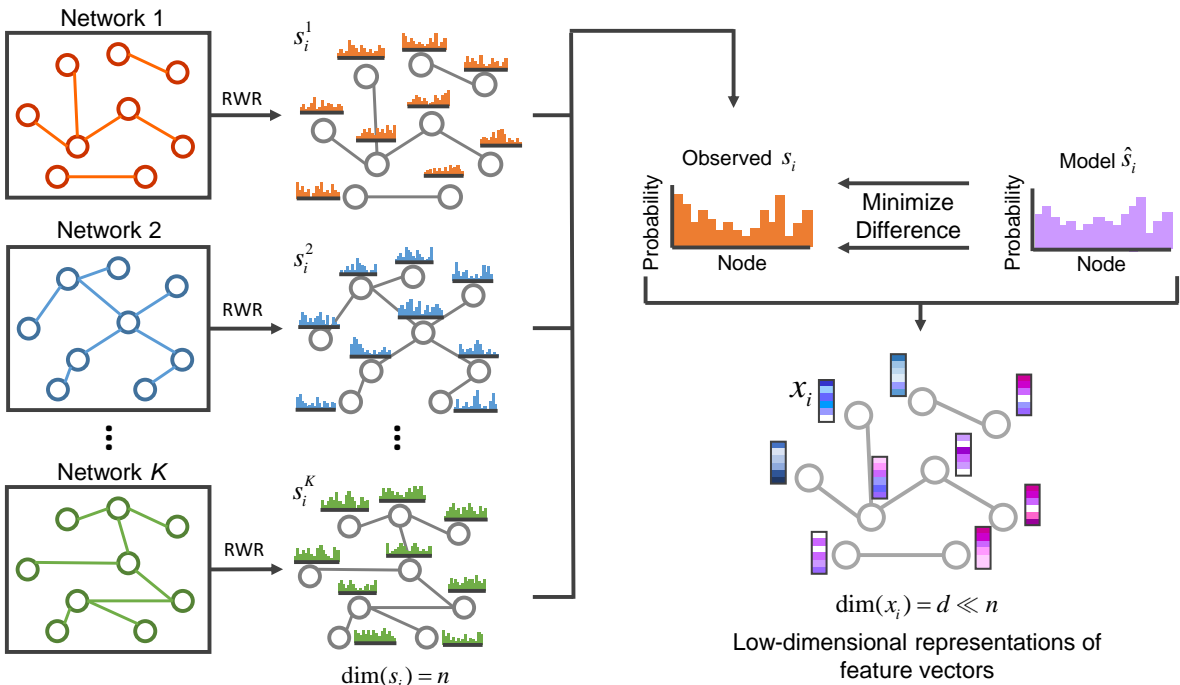 Network 1
RWR
s_i^1
Network 2
RWR
s_i^2
Network K
RWR
s_i^K
dim(s_i) = n
Observed s_i
Probability
Node
Minimize
Difference
Model ŝ_i
Probability
Node
x_i
dim(x_i) = d ≪ n
Low-dimensional representations of
feature vectors